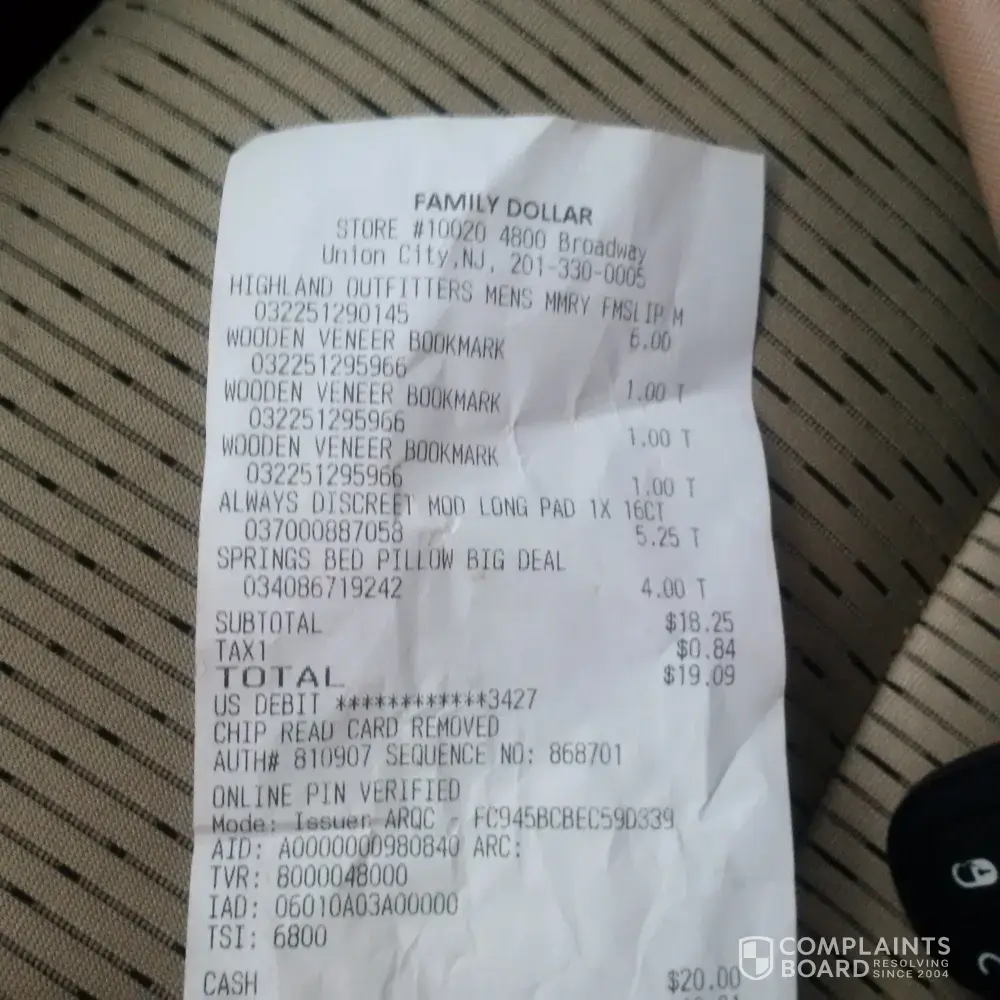 FAMILY DOLLAR
STORE #10020 4800 Broadway
Union City,NJ, 201-330-0005
HIGHLAND OUTFITTERS MENS MMRY FMSLIP M
032251290145 6.00
WOODEN VENEER BOOKMARK
032251295966 1.00 T
WOODEN VENEER BOOKMARK
032251295966 1.00 T
WOODEN VENEER BOOKMARK
032251295966 1.00 T
ALWAYS DISCREET MOD LONG PAD 1X 16CT
037000887058 5.25 T
SPRINGS BED PILLOW BIG DEAL
034086719242 4.00 T
SUBTOTAL $18.25
TAX1 $0.84
TOTAL $19.09
US DEBIT ************3427
CHIP READ CARD REMOVED
AUTH# 810907 SEQUENCE NO: 868701
ONLINE PIN VERIFIED
Mode: Issuer ARQC - FC945BCBEC59D339
AID: A0000000980840 ARC:
TVR: 8000048000
IAD: 06010A03A00000
TSI: 6800
CASH $20.00
COMPLAINTS
BOARD RESOLVING
SINCE 2004